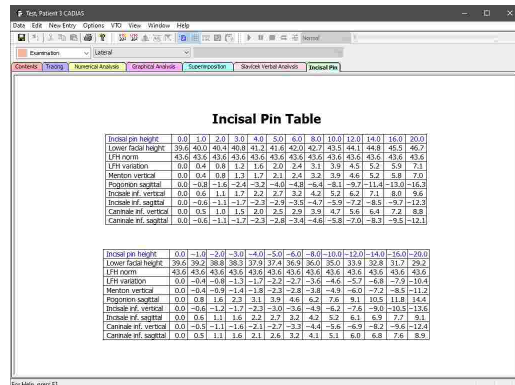 Test, Patient 3 CADIAS
Date Edit New Entry Options VTO View Window Help
Normal
Examination Lateral
Contents Tracing Numerical Analysis Graphical Analysis Superimposition Slavicek Verbal Analysis Incisal Pin
Incisal Pin Table
Incisal pin height 0.0 1.0 2.0 3.0 4.0 5.0 6.0 8.0 10.0 12.0 14.0 16.0 20.0
Lower facial height 39.6 40.0 40.4 40.8 41.2 41.6 42.0 42.7 43.5 44.1 44.8 45.5 46.7
LFH norm 43.6 43.6 43.6 43.6 43.6 43.6 43.6 43.6 43.6 43.6 43.6 43.6 43.6
LFH variation 0.0 0.4 0.8 1.2 1.6 2.0 2.4 3.1 3.9 4.5 5.2 5.9 7.1
Menton vertical 0.0 0.4 0.8 1.3 1.7 2.1 2.4 3.2 3.9 4.6 5.2 5.8 7.0
Pogonion sagittal 0.0 -0.8 -1.6 -2.4 -3.2 -4.0 -4.8 -6.4 -8.1 -9.7 -11.4 -13.0 -16.3
Incisale inf. vertical 0.0 0.6 1.1 1.7 2.2 2.7 3.2 4.2 5.2 6.2 7.1 8.0 9.6
Incisale inf. sagittal 0.0 -0.6 -1.1 -1.7 -2.3 -2.9 -3.5 -4.7 -5.9 -7.2 -8.5 -9.7 -12.3
Caninale inf. vertical 0.0 0.5 1.0 1.5 2.0 2.5 2.9 3.9 4.7 5.6 6.4 7.2 8.8
Caninale inf. sagittal 0.0 -0.6 -1.1 -1.7 -2.3 -2.8 -3.4 -4.6 -5.8 -7.0 -8.3 -9.5 -12.1
Incisal pin height 0.0 -1.0 -2.0 -3.0 -4.0 -5.0 -6.0 -8.0 -10.0 -12.0 -14.0 -16.0 -20.0
Lower facial height 39.6 39.2 38.8 38.3 37.9 37.4 36.9 36.0 35.0 33.9 32.8 31.7 29.2
LFH norm 43.6 43.6 43.6 43.6 43.6 43.6 43.6 43.6 43.6 43.6 43.6 43.6 43.6
LFH variation 0.0 -0.4 -0.8 -1.3 -1.7 -2.2 -2.7 -3.6 -4.6 -5.7 -6.8 -7.9 -10.4
Menton vertical 0.0 -0.4 -0.9 -1.4 -1.8 -2.3 -2.8 -3.8 -4.9 -6.0 -7.2 -8.5 -11.2
Pogonion sagittal 0.0 0.8 1.6 2.3 3.1 3.9 4.6 6.2 7.6 9.1 10.5 11.8 14.4
Incisale inf. vertical 0.0 -0.6 -1.2 -1.7 -2.3 -3.0 -3.6 -4.9 -6.2 -7.6 -9.0 -10.5 -13.6
Incisale inf. sagittal 0.0 0.6 1.1 1.6 2.2 2.7 3.2 4.2 5.2 6.1 6.9 7.7 9.1
Caninale inf. vertical 0.0 -0.5 -1.1 -1.6 -2.1 -2.7 -3.3 -4.4 -5.6 -6.9 -8.2 -9.6 -12.4
Caninale inf. sagittal 0.0 0.5 1.1 1.6 2.1 2.6 3.2 4.1 5.1 6.0 6.8 7.6 8.9
For Help, press F1